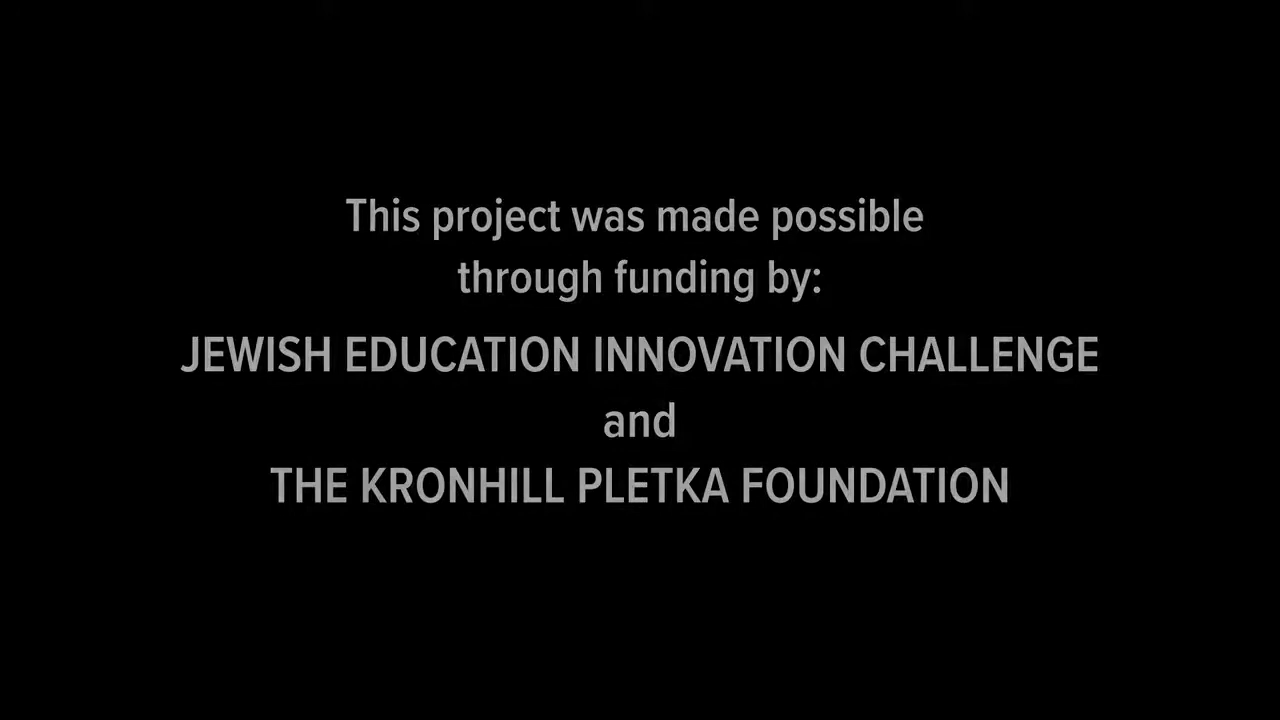 This project was made possible
through funding by:
JEWISH EDUCATION INNOVATION CHALLENGE
and
THE KRONHILL PLETKA FOUNDATION